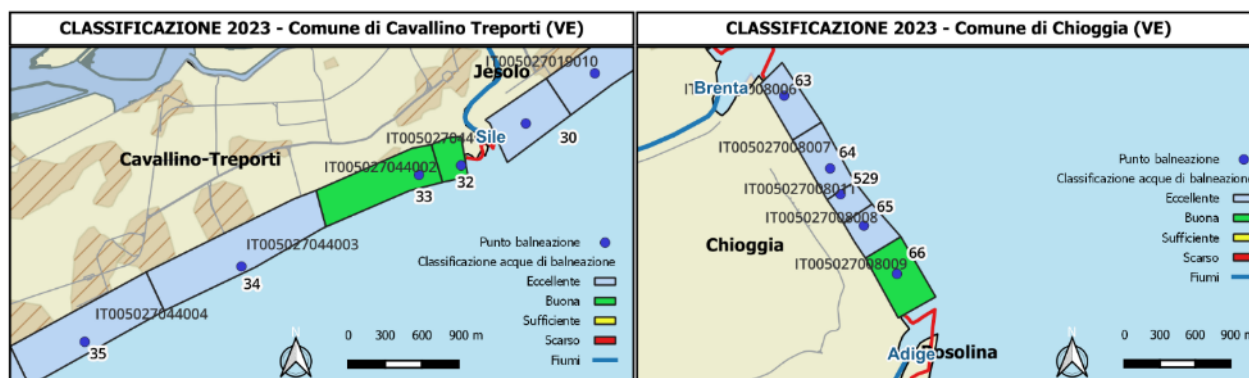 CLASSIFICAZIONE 2023 - Comune di Cavallino Treporti (VE)
IT005027019010
Jesolo
30
Sile
IT005027044
Cavallino-Treporti
IT005027044002
32
33
IT005027044003
34
IT005027044004
35
Punto balneazione
Classificazione acque di balneazione
Eccellente
Buona
Sufficiente
Scarso
Fiumi
N
0 300 600 900 m
CLASSIFICAZIONE 2023 - Comune di Chioggia (VE)
Brenta
63
IT005027008007
64
529
IT005027008011
65
IT005027008008
Chioggia
66
IT005027008009
Adige
Punto balneazione
Classificazione acque di balneazione
Eccellente
Buona
Sufficiente
Scarso
Fiumi
N
0 300 600 900 m